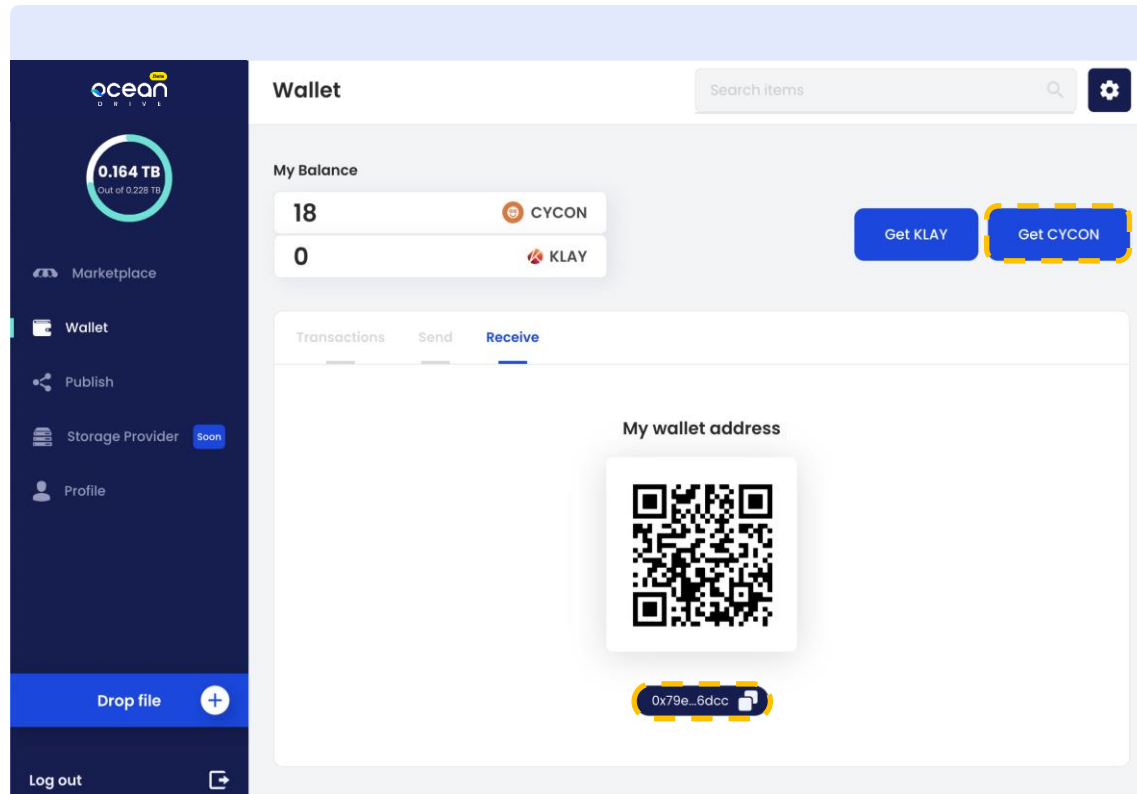 Beta
ocean
DRIVE
0.164 TB
Out of 0.228 TB
Marketplace
Wallet
Publish
Storage Provider Soon
Profile
Drop file
Log out
Wallet
Search items
My Balance
18 CYCON
0 KLAY
Get KLAY Get CYCON
Transactions Send Receive
My wallet address
0x79e...6dcc